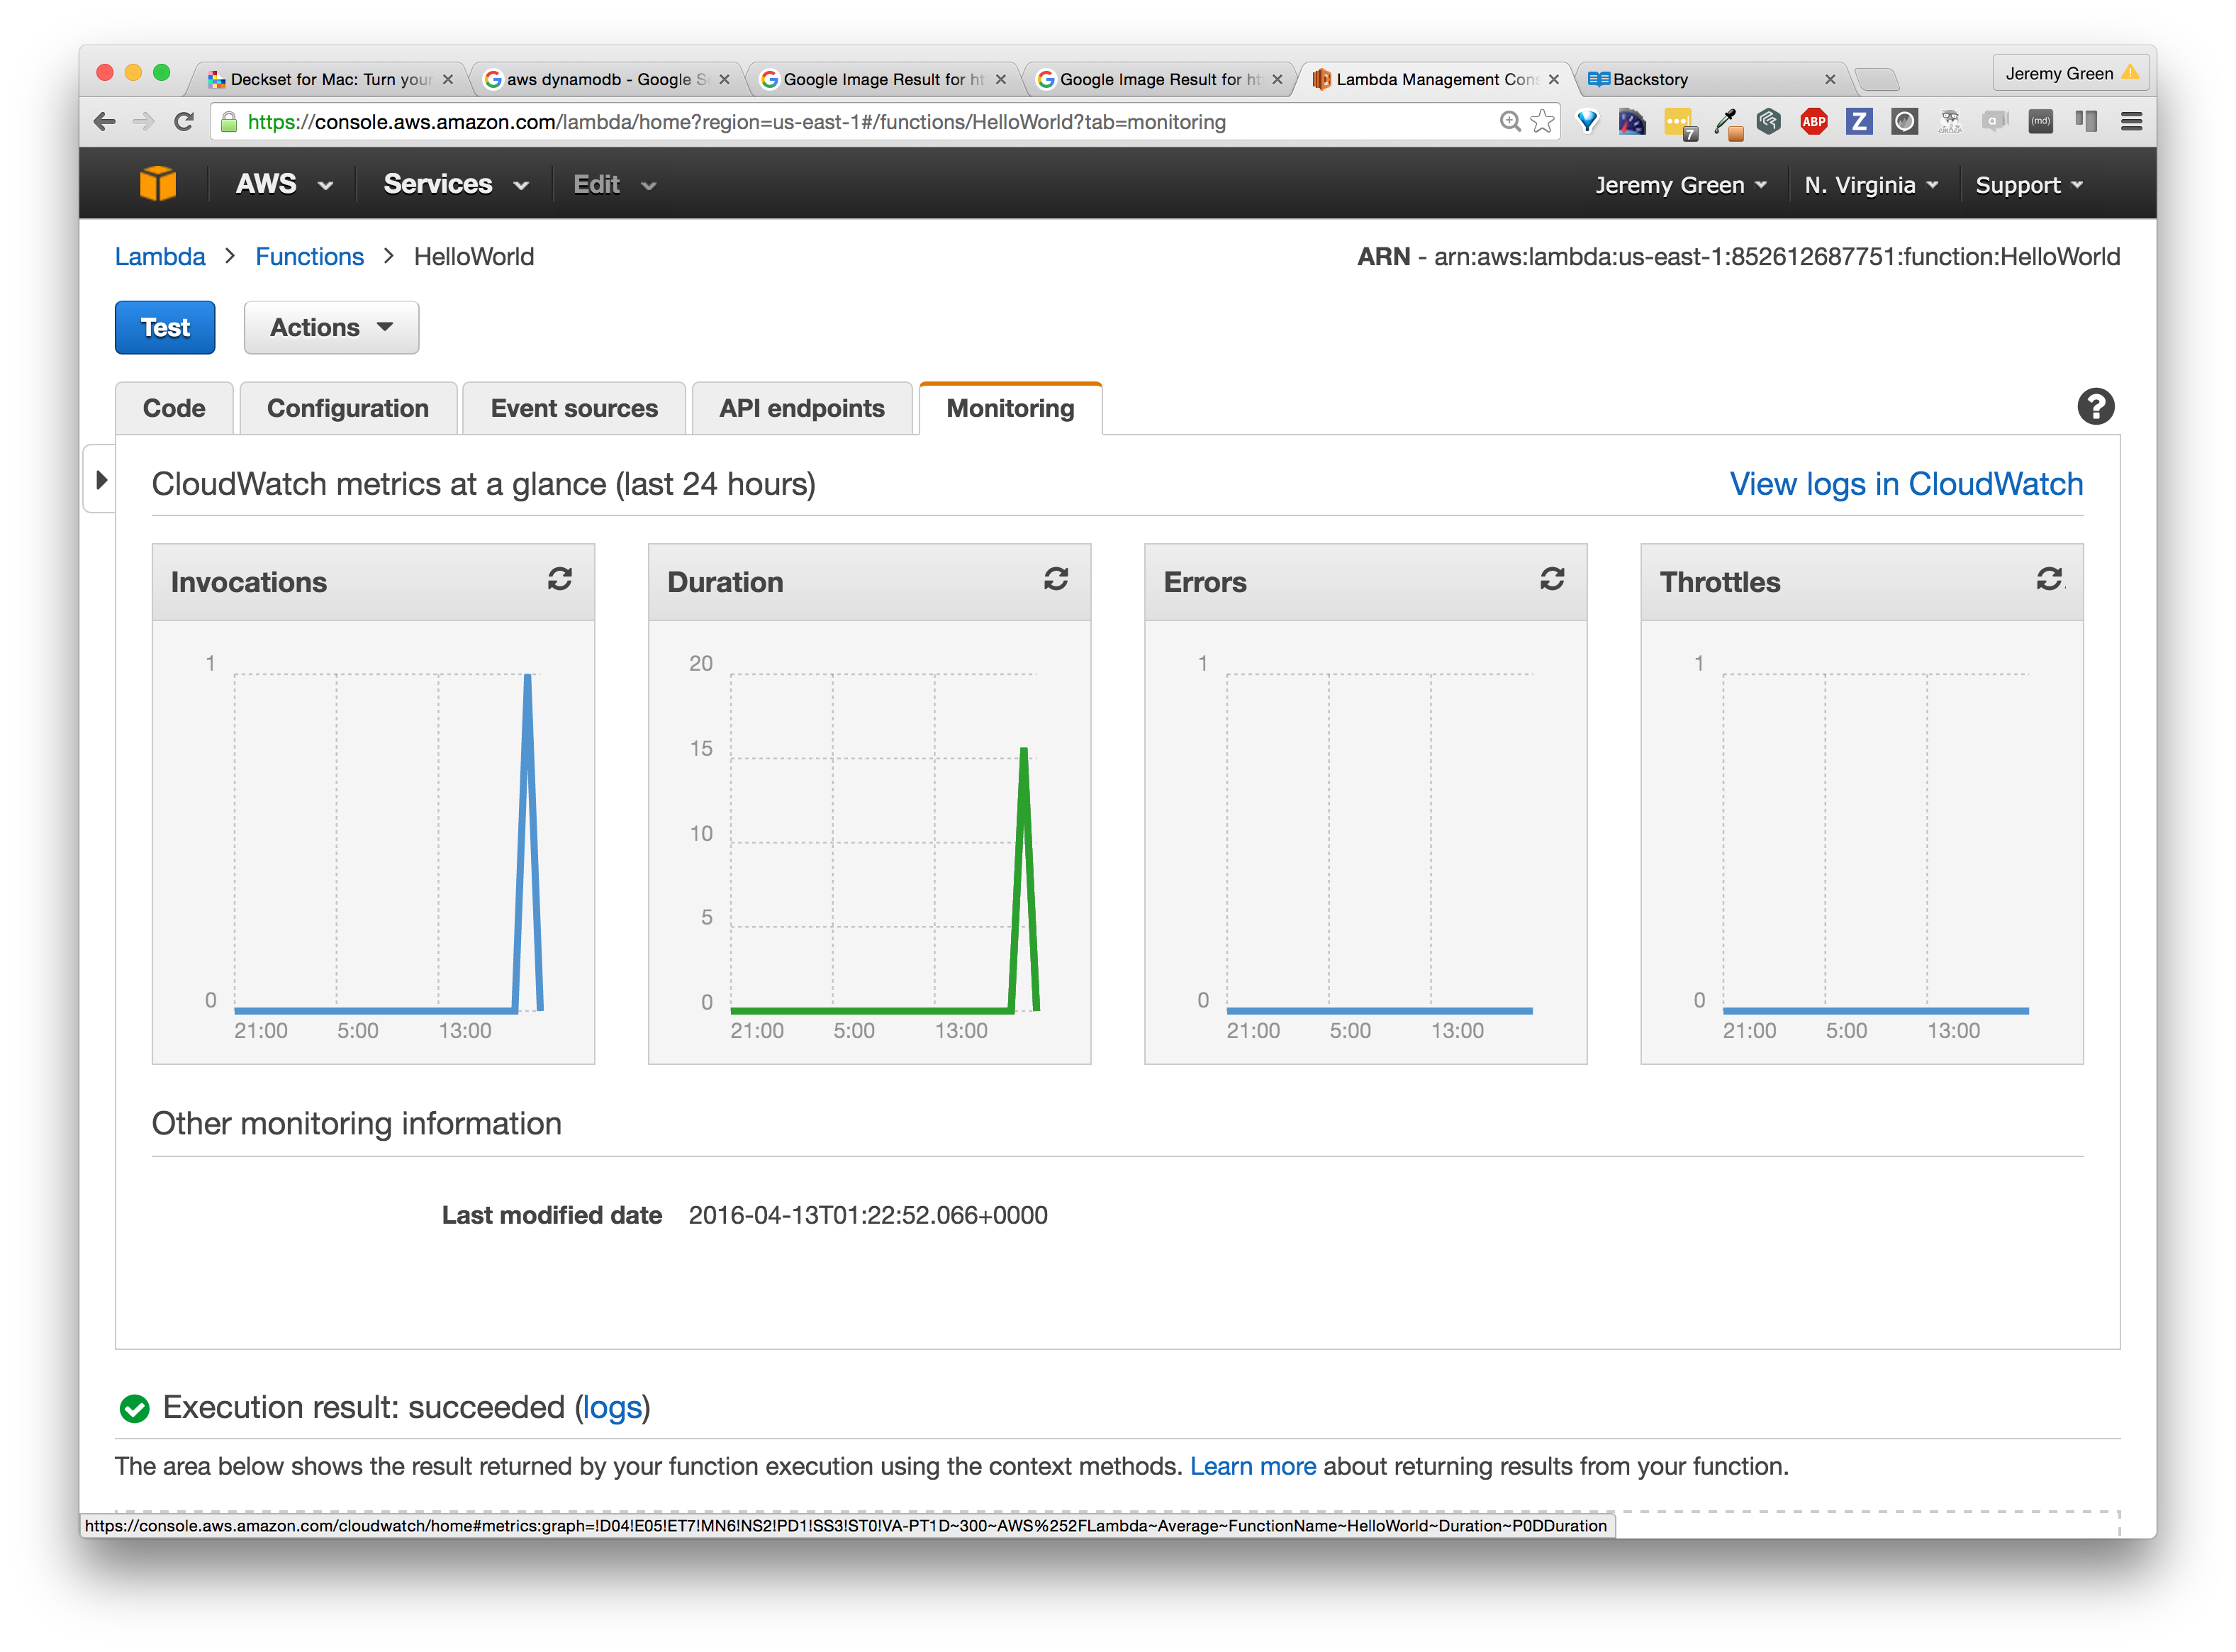 Deckset for Mac: Turn your
aws dynamodb - Google S
Google Image Result for ht
Google Image Result for ht
Lambda Management Con
Backstory
Jeremy Green
https://console.aws.amazon.com/lambda/home?region=us-east-1#/functions/HelloWorld?tab=monitoring
7
ABP
Z
a
(md)
AWS
Services
Edit
Jeremy Green
N. Virginia
Support
Lambda > Functions > HelloWorld
ARN - arn:aws:lambda:us-east-1:852612687751:function:HelloWorld
Test
Actions
Code
Configuration
Event sources
API endpoints
Monitoring
?
CloudWatch metrics at a glance (last 24 hours)
View logs in CloudWatch
Invocations
1
0
21:00 5:00 13:00
Duration
20
15
10
5
0
21:00 5:00 13:00
Errors
1
0
21:00 5:00 13:00
Throttles
1
0
21:00 5:00 13:00
Other monitoring information
Last modified date 2016-04-13T01:22:52.066+0000
Execution result: succeeded (logs)
The area below shows the result returned by your function execution using the context methods. Learn more about returning results from your function.
https://console.aws.amazon.com/cloudwatch/home#metrics:graph=!D04!E05!ET7!MN6!NS2!PD1!SS3!ST0!VA-PT1D~300~AWS%252FLambda~Average~FunctionName~HelloWorld~Duration~P0DDuration